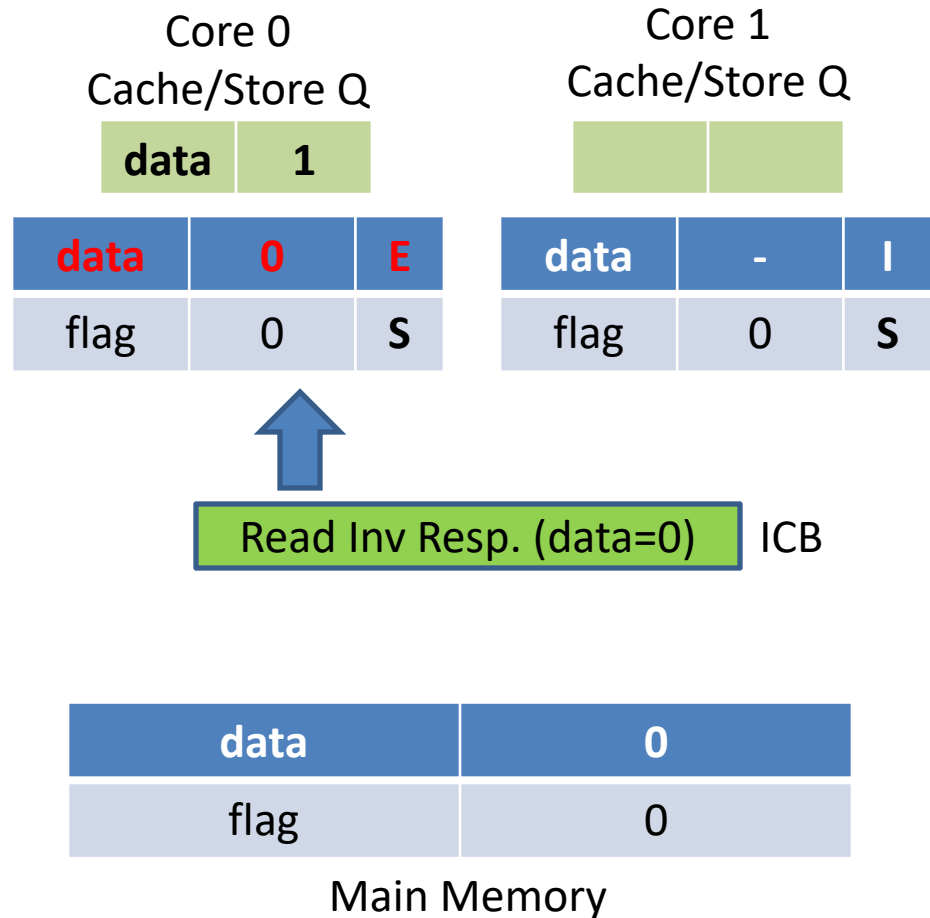 Core 0
Cache/Store Q
data 1
data 0 E
flag 0 S
Core 1
Cache/Store Q
data - I
flag 0 S
Read Inv Resp. (data=0) ICB
data 0
flag 0
Main Memory